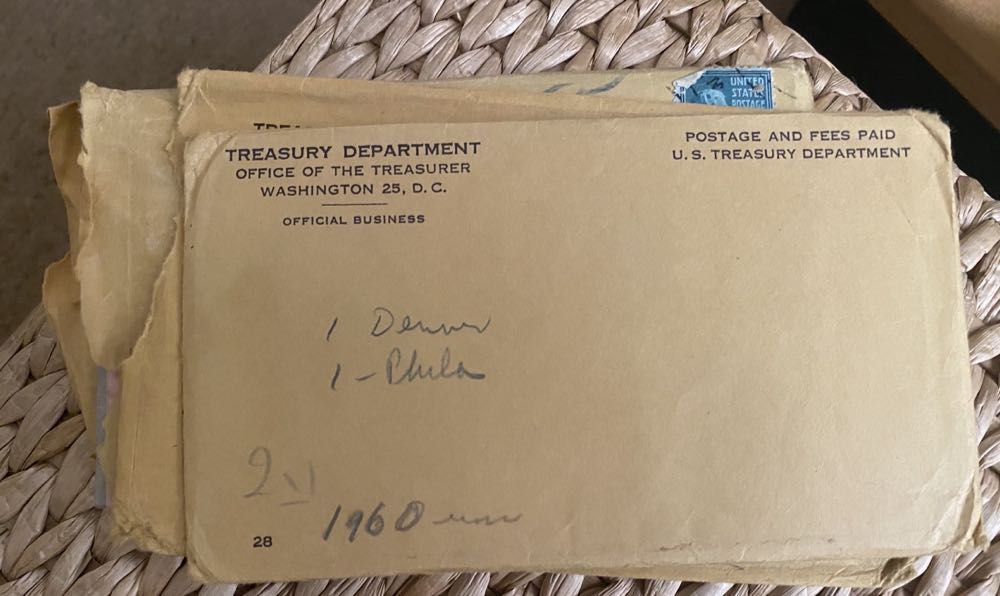 UNITED
STATES
POSTAGE
TREA
TREASURY DEPARTMENT
OFFICE OF THE TREASURER
WASHINGTON 25, D. C.
OFFICIAL BUSINESS
POSTAGE AND FEES PAID
U. S. TREASURY DEPARTMENT
1 Denver
1 - Phila
2
1960
28